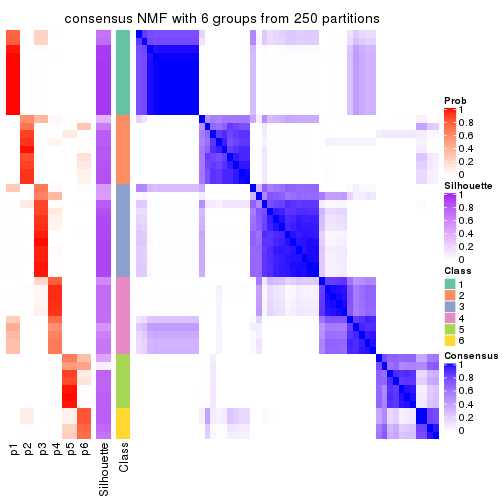 consensus NMF with 6 groups from 250 partitions
Prob
1
0.8
0.6
0.4
0.2
0
Silhouette
1
0.8
0.6
0.4
0.2
0
Class
1
2
3
4
5
6
Consensus
1
0.8
0.6
0.4
0.2
0
p1
p2
p3
p4
p5
p6
Silhouette
Class